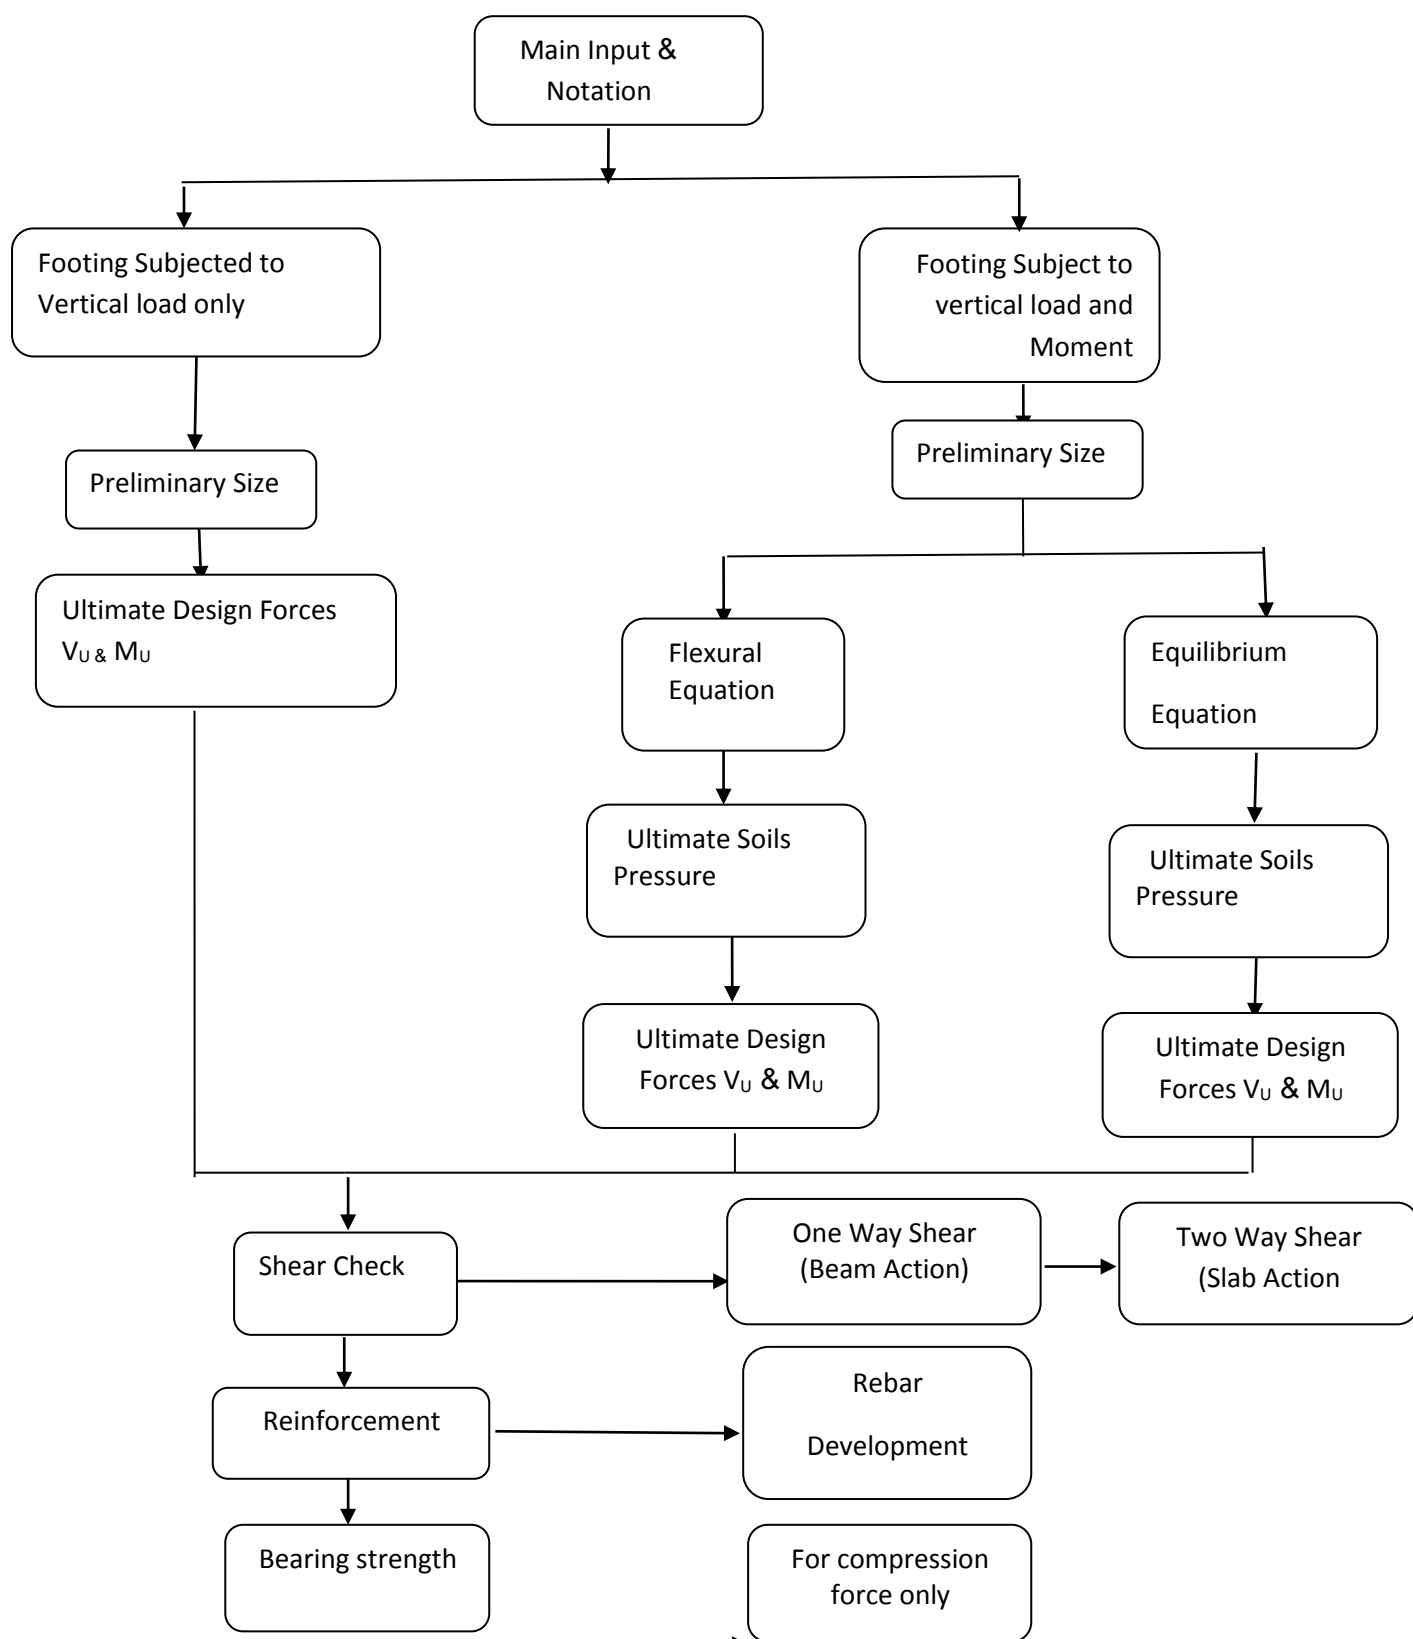 Main Input &
Notation
Footing Subjected to
Vertical load only
Footing Subject to
vertical load and
Moment
Preliminary Size
Preliminary Size
Ultimate Design Forces
VU & MU
Flexural
Equation
Equilibrium
Equation
Ultimate Soils
Pressure
Ultimate Soils
Pressure
Ultimate Design
Forces VU & MU
Ultimate Design
Forces VU & MU
Shear Check
One Way Shear
(Beam Action)
Two Way Shear
(Slab Action
Reinforcement
Rebar
Development
Bearing strength
For compression
force only